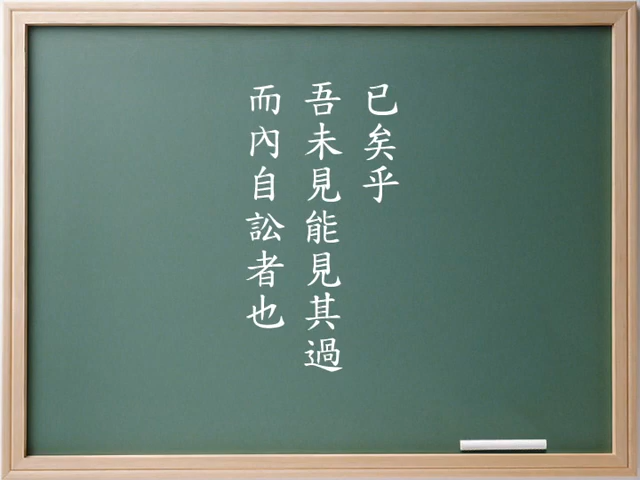 已矣乎
吾未見能見其過
而內自訟者也